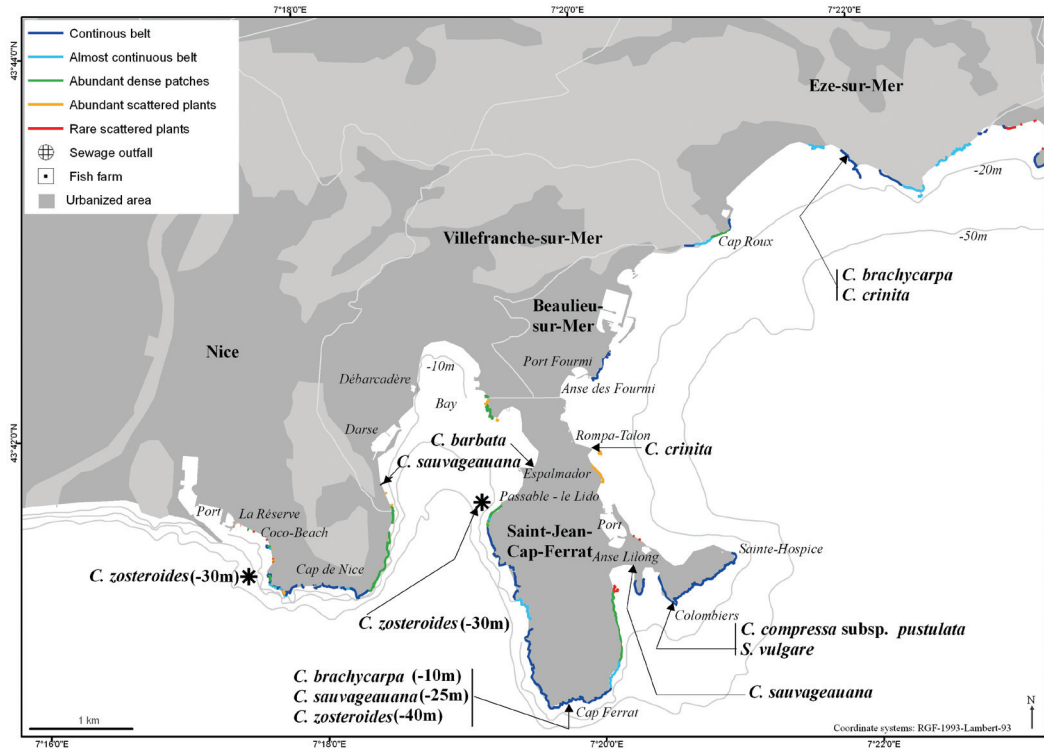 7°18'0"E
7°20'0"E
7°22'0"E
43°44'0"N
Continous belt
Almost continuous belt
Abundant dense patches
Abundant scattered plants
Rare scattered plants
Sewage outfall
Fish farm
Urbanized area
Eze-sur-Mer
-20m
-50m
Villefranche-sur-Mer
Cap Roux
C. brachycarpa
C. crinita
Beaulieu-
sur-Mer
Nice
Port Fourmi
-10m
Débarcadère
Anse des Fourmi
Bay
43°42'0"N
Darse
Rompa-Talon
C. barbata
C. crinita
C. sauvageauana
Espalmador
Passable - le Lido
Port
La Réserve
Coco-Beach
Saint-Jean-
Cap-Ferrat
Port
Anse Lilong
Sainte-Hospice
Cap de Nice
C. zosteroides (-30m)
C. zosteroides (-30m)
Colombiers
C. compressa subsp. pustulata
S. vulgare
C. brachycarpa (-10m)
C. sauvageauana (-25m)
C. zosteroides (-40m)
C. sauvageauana
Cap Ferrat
1 km
N
Coordinate systems: RGF-1993-Lambert-93
7°16'0"E
7°18'0"E
7°20'0"E
7°22'0"E